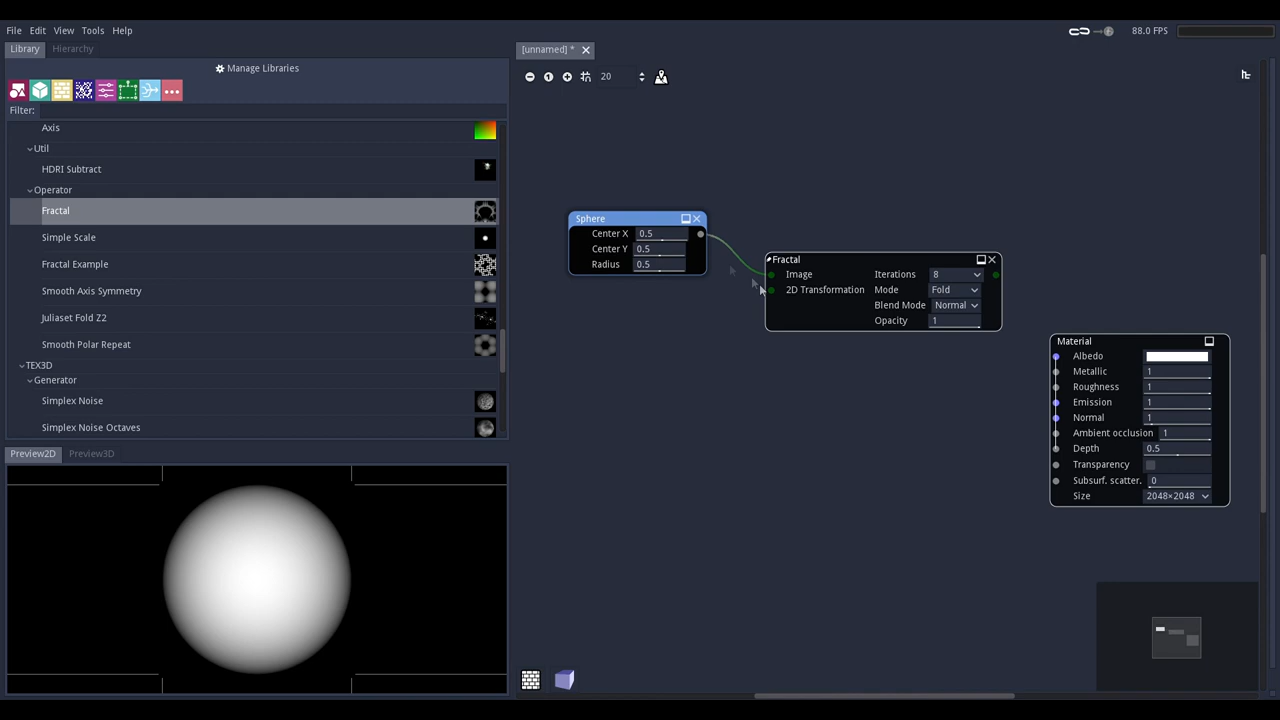 File Edit View Tools Help
88.0 FPS
Library Hierarchy
[unnamed] *
Manage Libraries
20
Filter:
Axis
Util
HDRI Subtract
Operator
Fractal
Simple Scale
Fractal Example
Smooth Axis Symmetry
Juliaset Fold Z2
Smooth Polar Repeat
TEX3D
Generator
Simplex Noise
Simplex Noise Octaves
Preview2D Preview3D
Sphere
Center X 0.5
Center Y 0.5
Radius 0.5
Fractal
Image Iterations 8
2D Transformation Mode Fold
Blend Mode Normal
Opacity 1
Material
Albedo
Metallic 1
Roughness 1
Emission 1
Normal 1
Ambient occlusion 1
Depth 0.5
Transparency
Subsurf. scatter. 0
Size 2048×2048